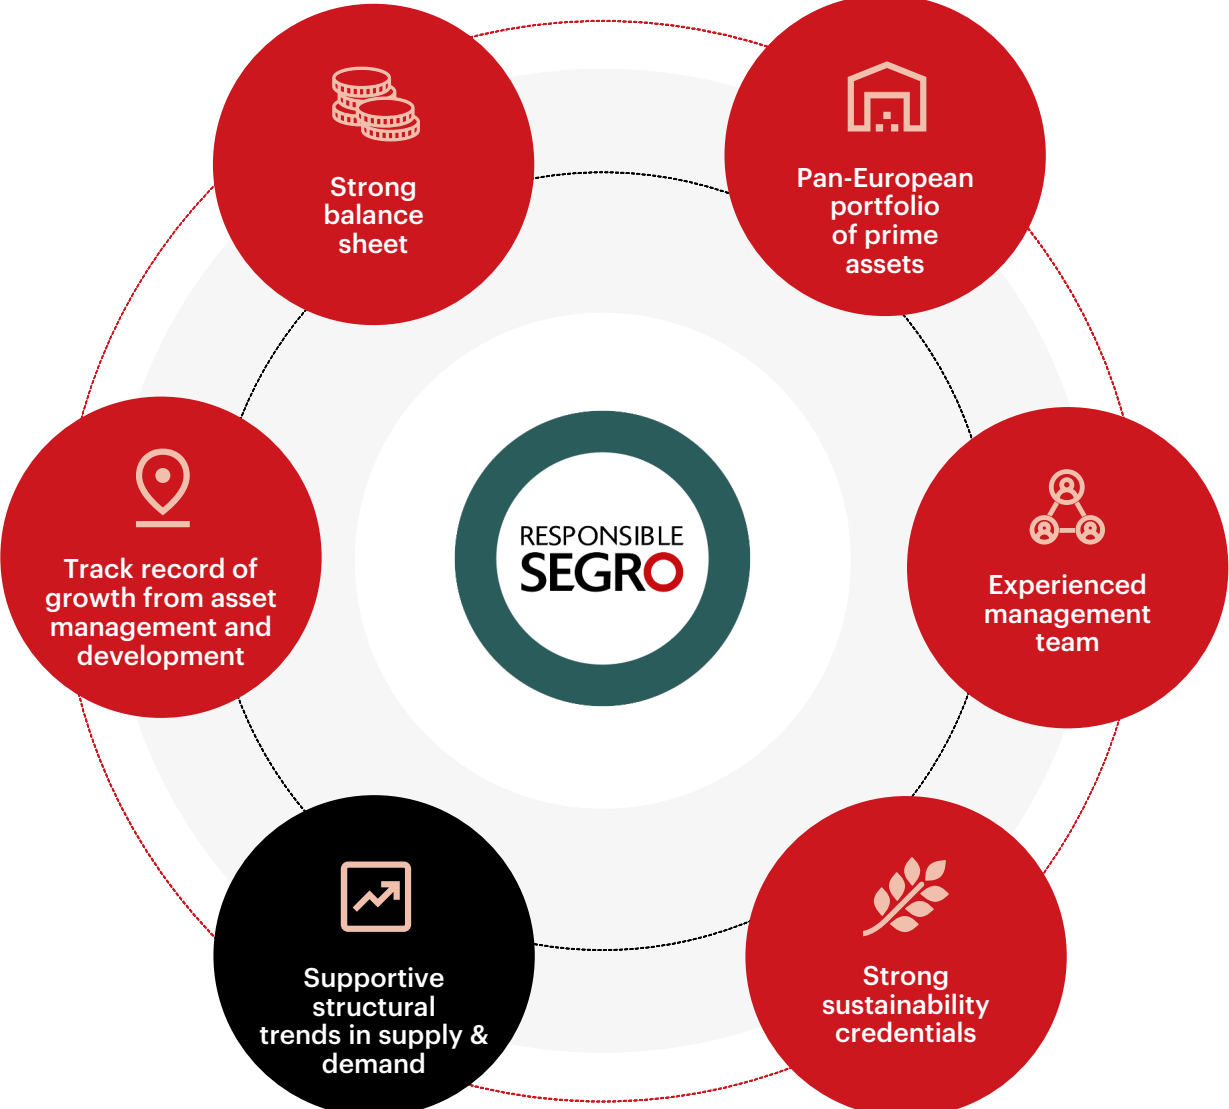 Strong
balance
sheet
Pan-European
portfolio
of prime
assets
Track record of
growth from asset
management and
development
RESPONSIBLE
SEGRO
Experienced
management
team
Supportive
structural
trends in supply &
demand
Strong
sustainability
credentials